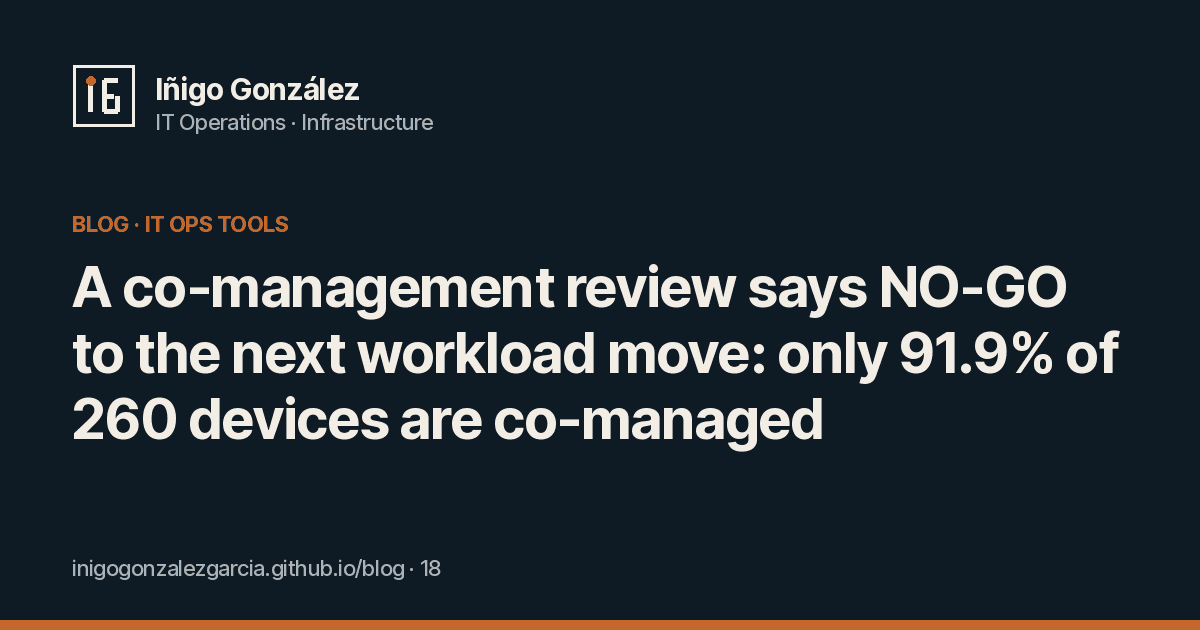 iG
Iñigo González
IT Operations · Infrastructure
BLOG · IT OPS TOOLS
A co-management review says NO-GO
to the next workload move: only 91.9% of
260 devices are co-managed
inigogonzalezgarcia.github.io/blog · 18